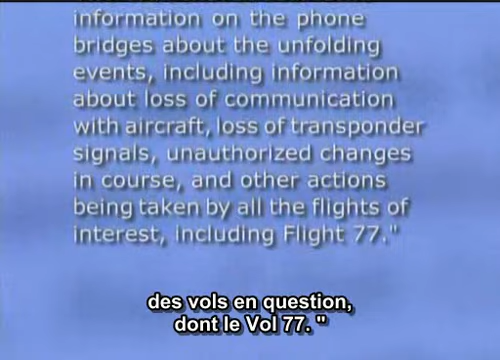 information on the phone
bridges about the unfolding
events, including information
about loss of communication
with aircraft, loss of transponder
signals, unauthorized changes
in course, and other actions
being taken by all the flights of
interest, including Flight 77."
des vols en question,
dont le Vol 77. "